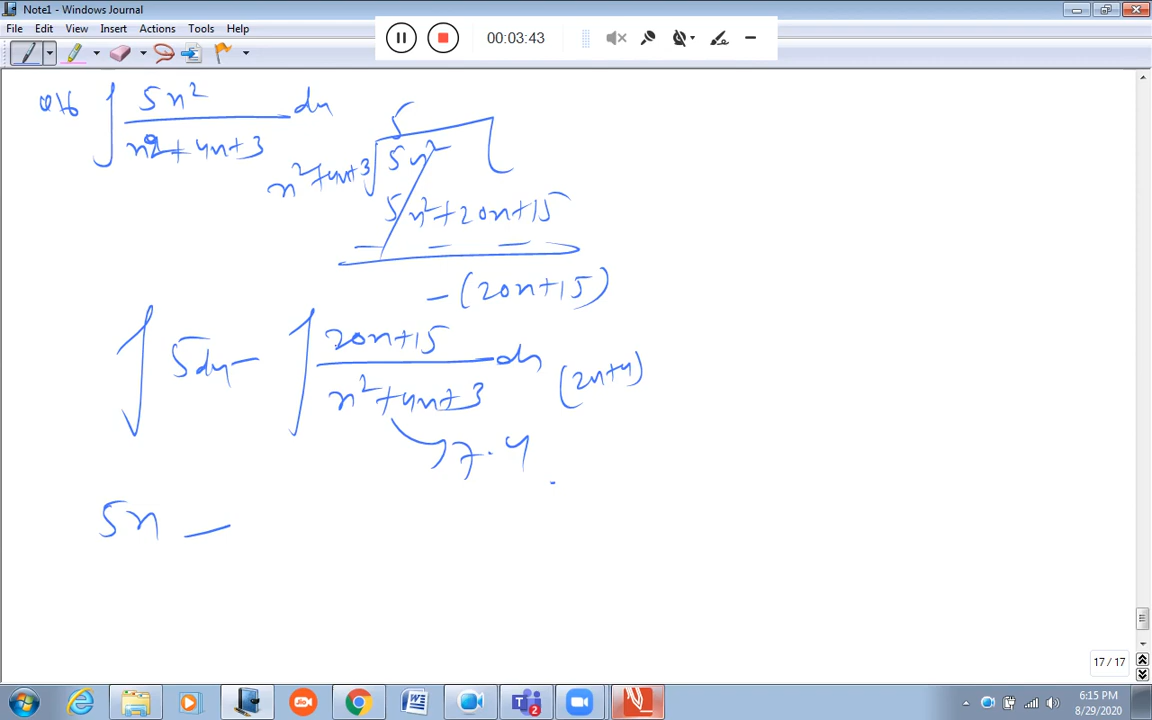 Note1 - Windows Journal
File Edit View Insert Actions Tools Help
00:03:43
Q16 ∫ 5x² / x²+4x+3 dx
5
x²+4x+3 √ 5x²
5x²+20x+15
− − −
−(20x+15)
∫ 5dx − ∫ 20x+15 / x²+4x+3 dx (2x+4)
7.4
5x −
17 / 17
W
2
6:15 PM
8/29/2020